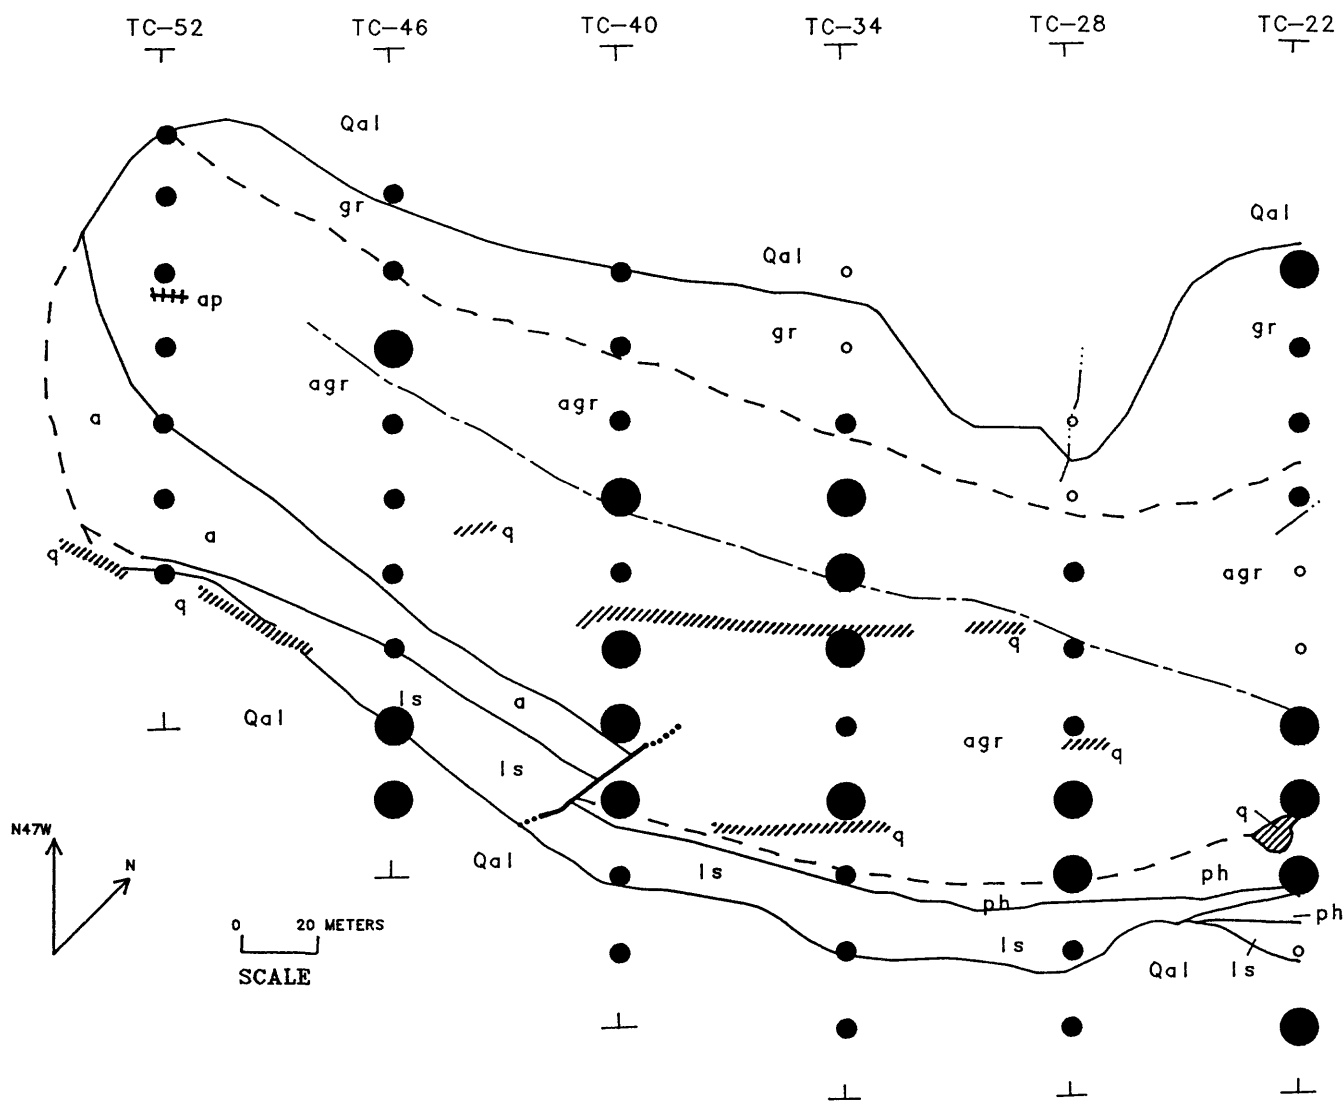 TC-52 TC-46 TC-40 TC-34 TC-28 TC-22
Qal
gr
Qal
Qal
ap
gr
gr
agr
agr
a
q
a
q
agr
q
q
ls
a
Qal
agr
q
ls
q
q
N47W
N
Qal
ls
ph
ph
ph
0 20 METERS
ls
Qal
ls
SCALE